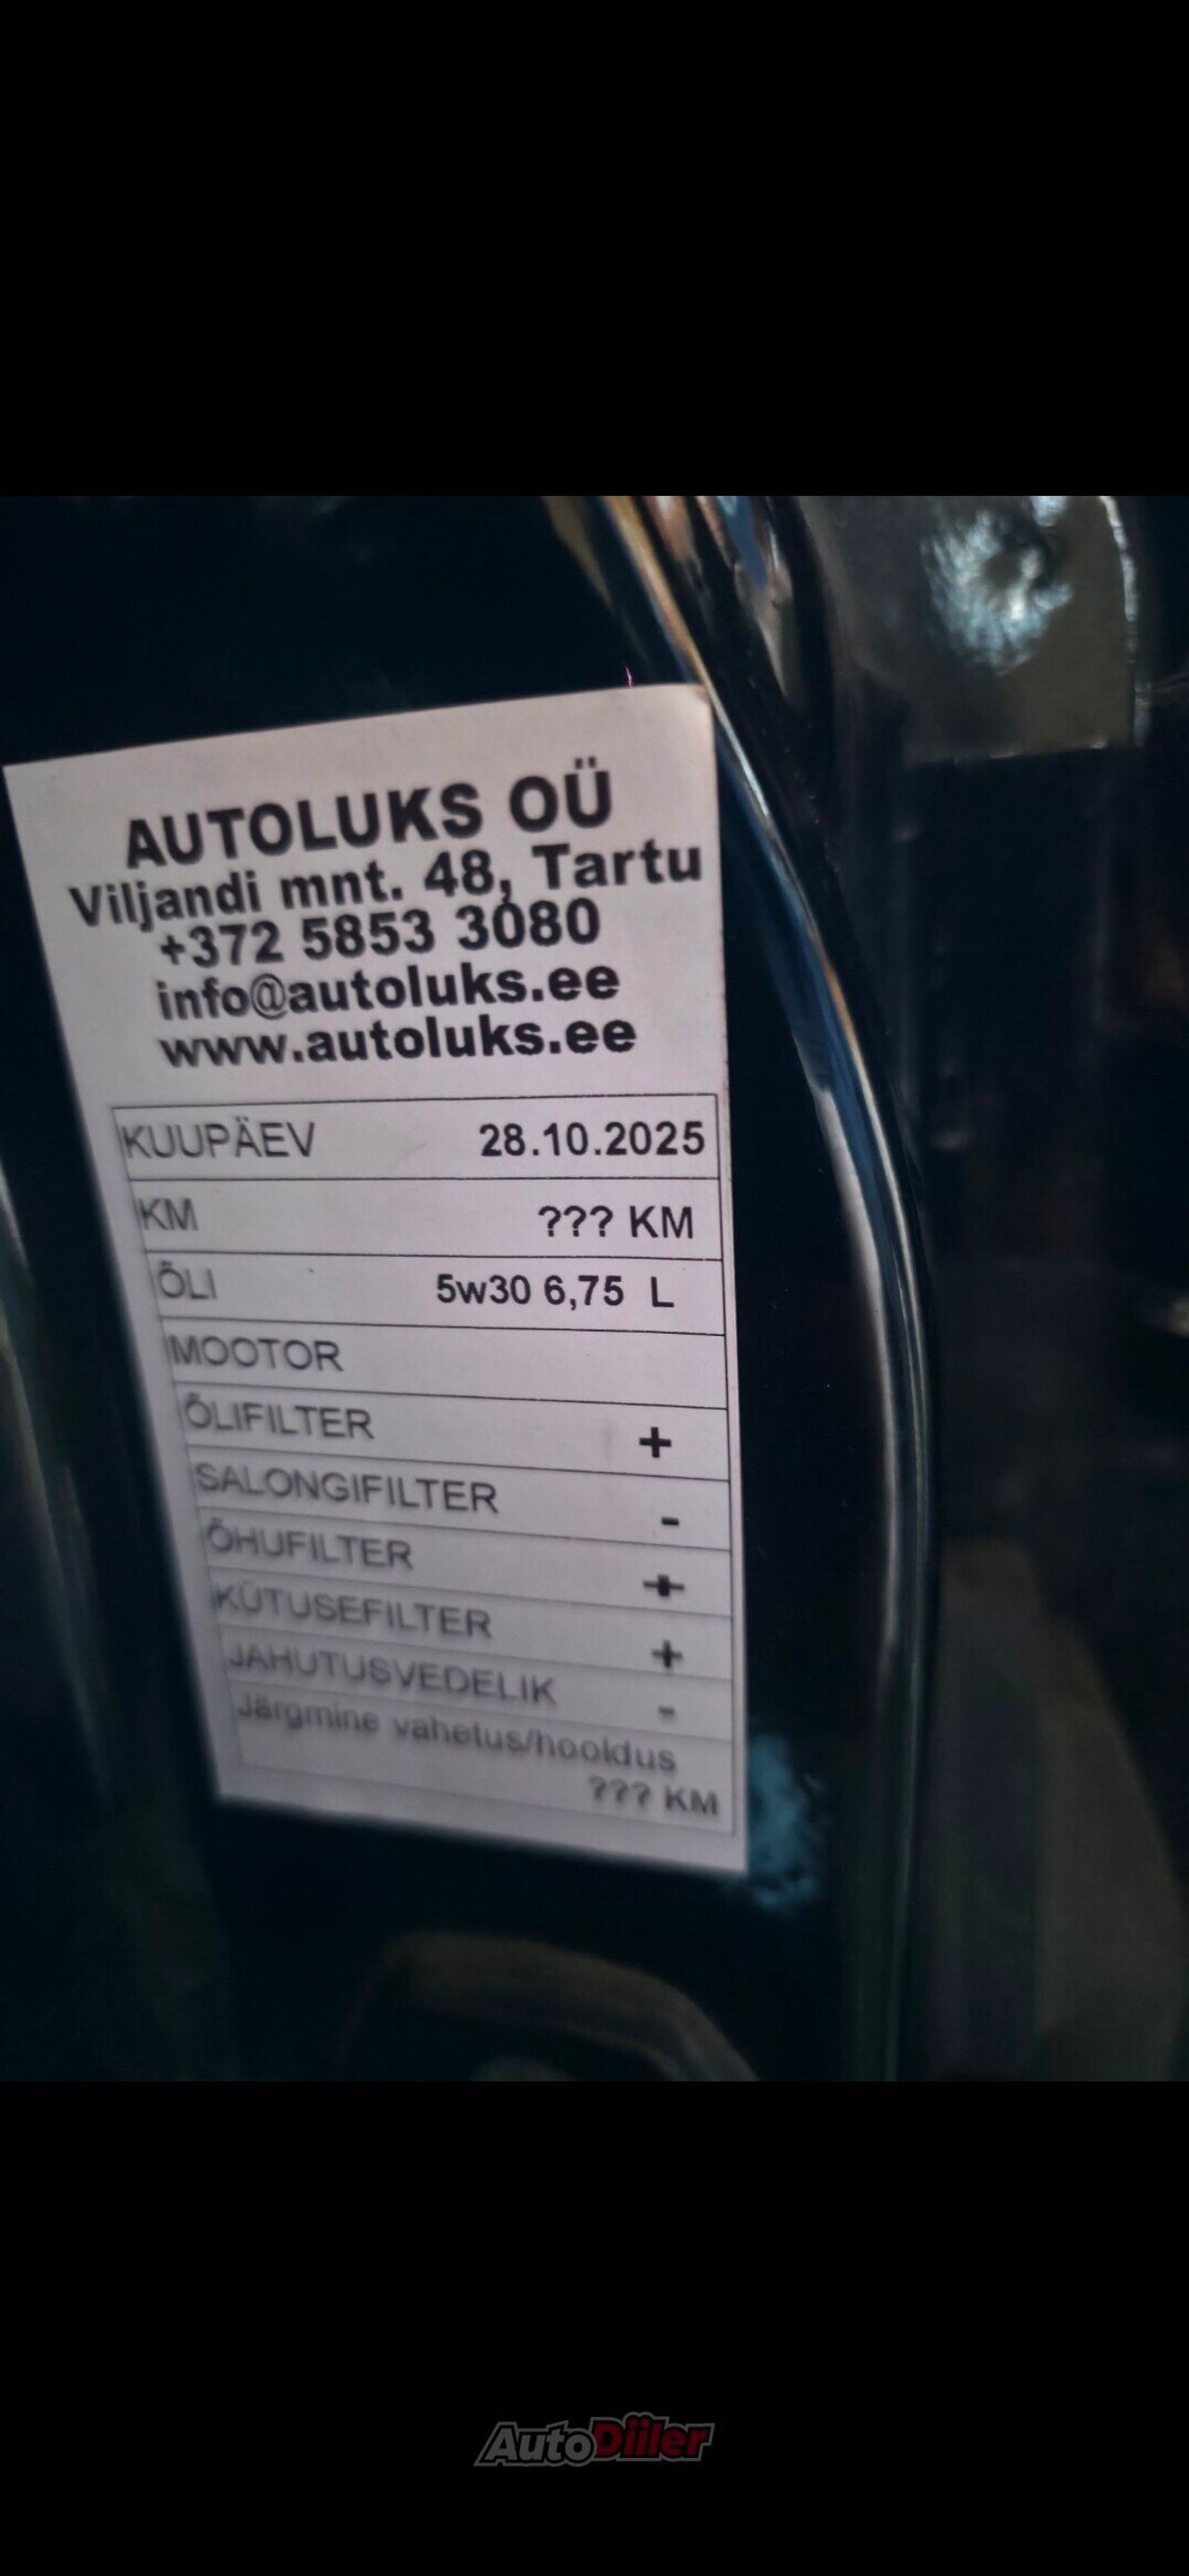 AUTOLUKS OÜ
Viljandi mnt. 48, Tartu
+372 5853 3080
info@autoluks.ee
www.autoluks.ee
KUUPÄEV 28.10.2025
KM ??? KM
ÕLI 5w30 6,75 L
MOOTOR
ÕLIFILTER +
SALONGIFILTER -
ÕHUFILTER +
KÜTUSEFILTER +
JAHUTUSVEDELIK -
Järgmine vahetus/hooldus
??? KM
AutoDiiler